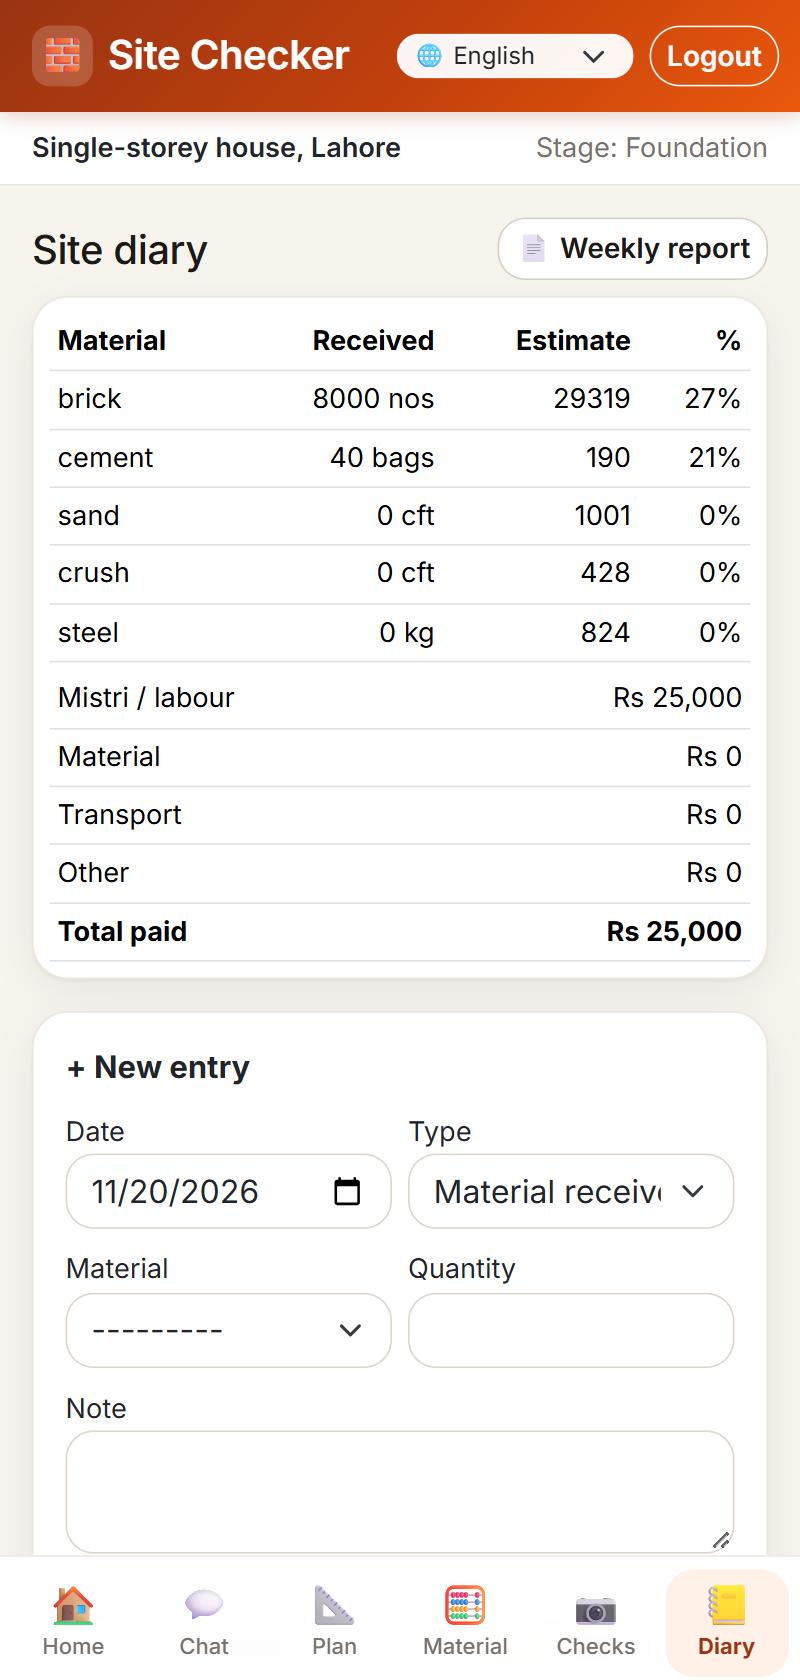 Site Checker
English
Logout
Single-storey house, Lahore
Stage: Foundation
Site diary
Weekly report
Material Received Estimate %
brick 8000 nos 29319 27%
cement 40 bags 190 21%
sand 0 cft 1001 0%
crush 0 cft 428 0%
steel 0 kg 824 0%
Mistri / labour Rs 25,000
Material Rs 0
Transport Rs 0
Other Rs 0
Total paid Rs 25,000
+ New entry
Date Type
11/20/2026 Material receive
Material Quantity
---------
Note
Home Chat Plan Material Checks Diary